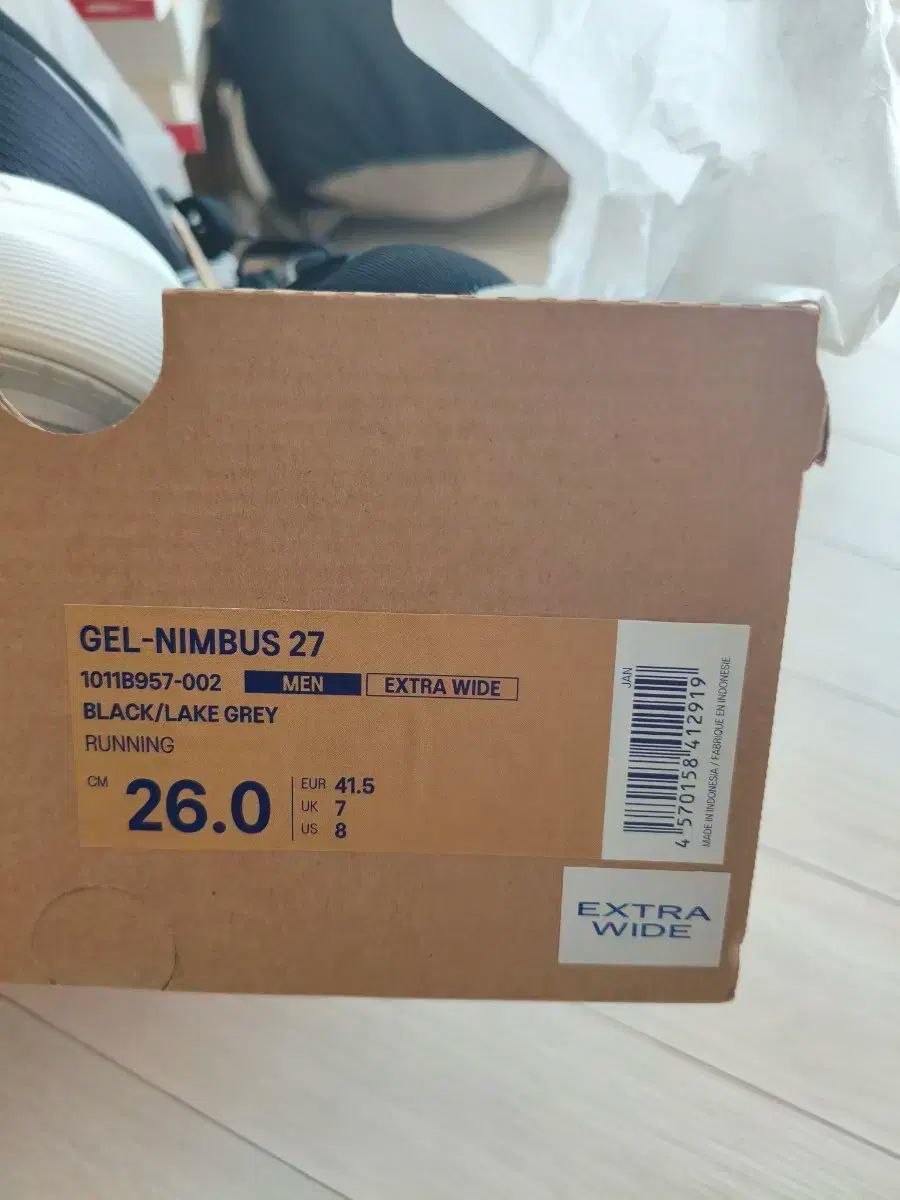 GEL-NIMBUS 27
1011B957-002 MEN EXTRA WIDE
BLACK/LAKE GREY
RUNNING
CM 26.0
EUR 41.5
UK 7
US 8
JAN
4 570158 412919
MADE IN INDONESIA / FABRIQUE EN INDONESIE
EXTRA
WIDE